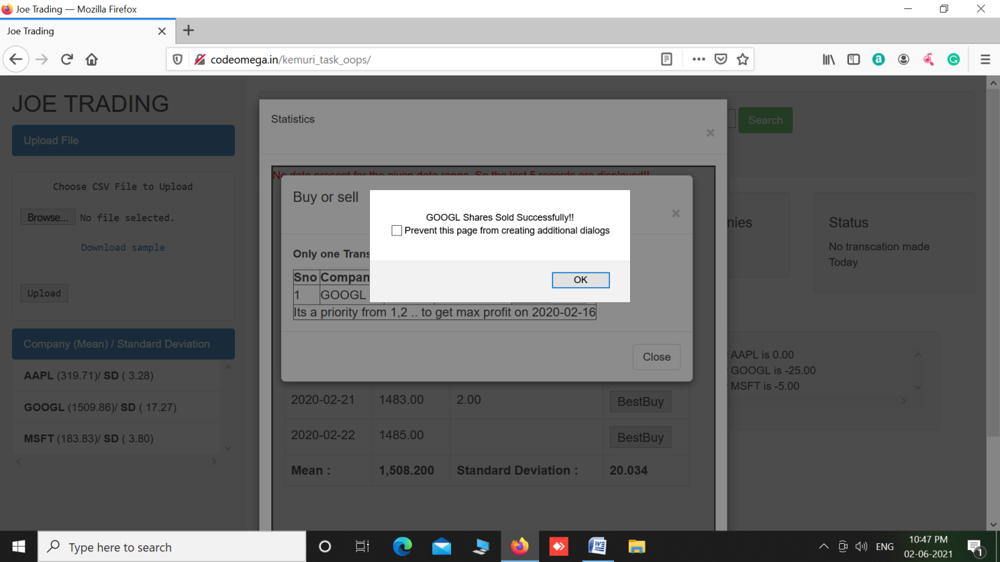 Joe Trading — Mozilla Firefox
Joe Trading
codeomega.in/kemuri_task_oops/
JOE TRADING
Upload File
Choose CSV File to Upload
Browse... No file selected.
Download sample
Upload
Company (Mean) / Standard Deviation
AAPL (319.71)/ SD ( 3.28)
GOOGL (1509.86)/ SD ( 17.27)
MSFT (183.83)/ SD ( 3.80)
Statistics
×
Search
No data present for the given date range. So the last 5 records are displayed!!
Buy or sell
×
GOOGL Shares Sold Successfully!!
Prevent this page from creating additional dialogs
OK
Only one Trans
Sno Compan
1 GOOGL
Its a priority from 1,2 .. to get max profit on 2020-02-16
Close
2020-02-21 1483.00 2.00 BestBuy
2020-02-22 1485.00 BestBuy
Mean : 1,508.200 Standard Deviation : 20.034
nies
Status
No transcation made
Today
AAPL is 0.00
GOOGL is -25.00
MSFT is -5.00
Type here to search
ENG
10:47 PM
02-06-2021
1